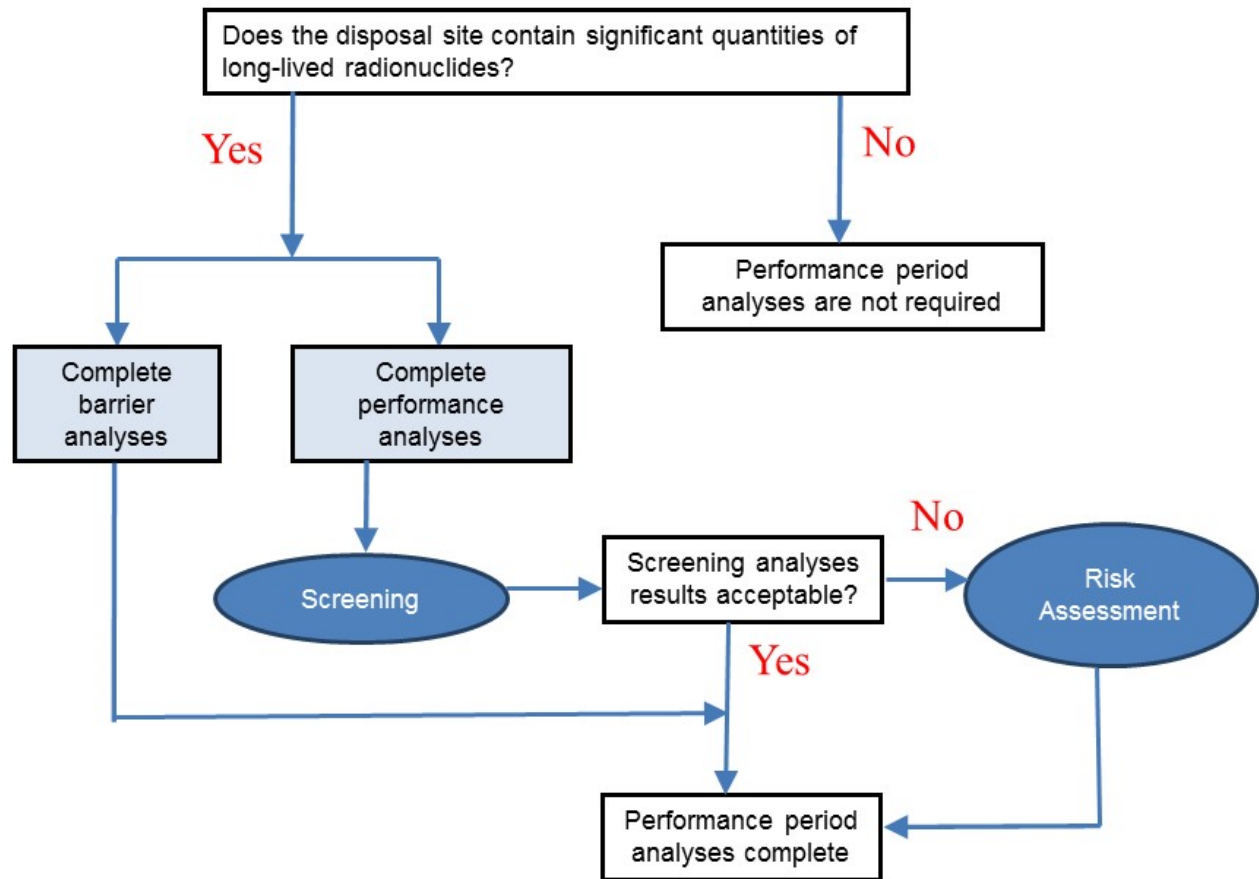 Does the disposal site contain significant quantities of
long-lived radionuclides?
Yes
No
Performance period
analyses are not required
Complete
barrier
analyses
Complete
performance
analyses
Screening
Screening analyses
results acceptable?
No
Risk
Assessment
Yes
Performance period
analyses complete